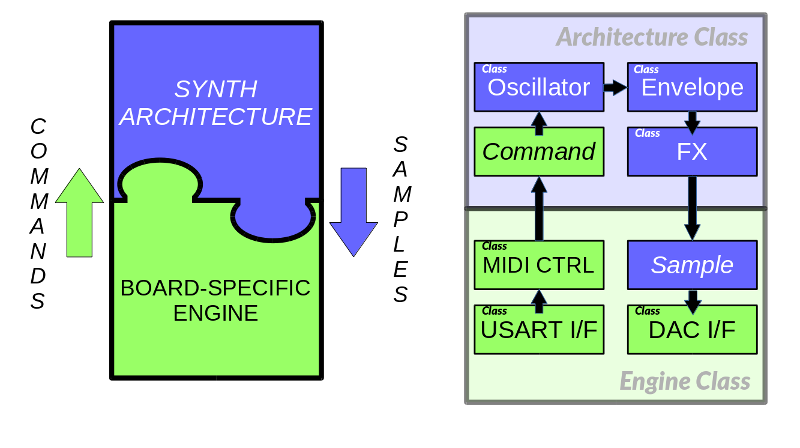 COMMANDS
SYNTH
ARCHITECTURE
BOARD-SPECIFIC
ENGINE
SAMPLES
Architecture Class
Class
Oscillator
Class
Envelope
Command
Class
FX
Class
MIDI CTRL
Sample
Class
USART I/F
Class
DAC I/F
Engine Class